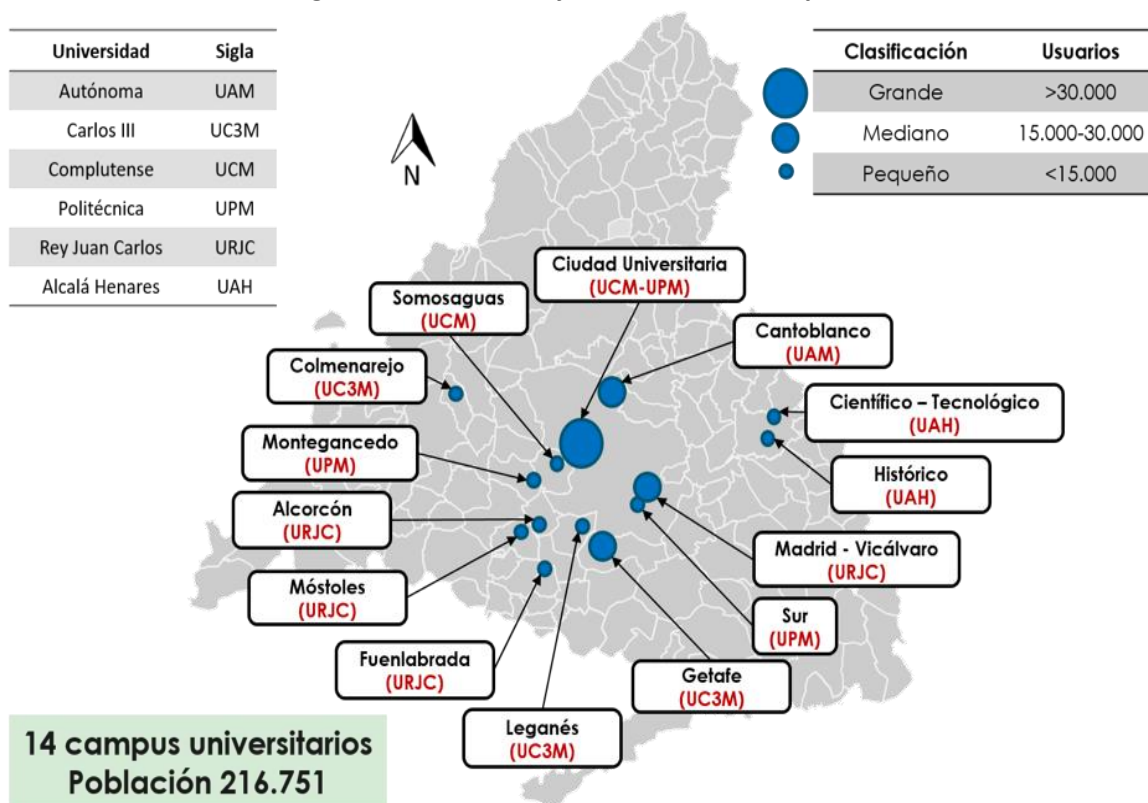 Universidad Sigla
Autónoma UAM
Carlos III UC3M
Complutense UCM
Politécnica UPM
Rey Juan Carlos URJC
Alcalá Henares UAH
Clasificación Usuarios
Grande >30.000
Mediano 15.000-30.000
Pequeño <15.000
N
Ciudad Universitaria
(UCM-UPM)
Somosaguas
(UCM)
Cantoblanco
(UAM)
Colmenarejo
(UC3M)
Científico – Tecnológico
(UAH)
Montegancedo
(UPM)
Histórico
(UAH)
Alcorcón
(URJC)
Madrid - Vicálvaro
(URJC)
Móstoles
(URJC)
Sur
(UPM)
Fuenlabrada
(URJC)
Getafe
(UC3M)
Leganés
(UC3M)
14 campus universitarios
Población 216.751